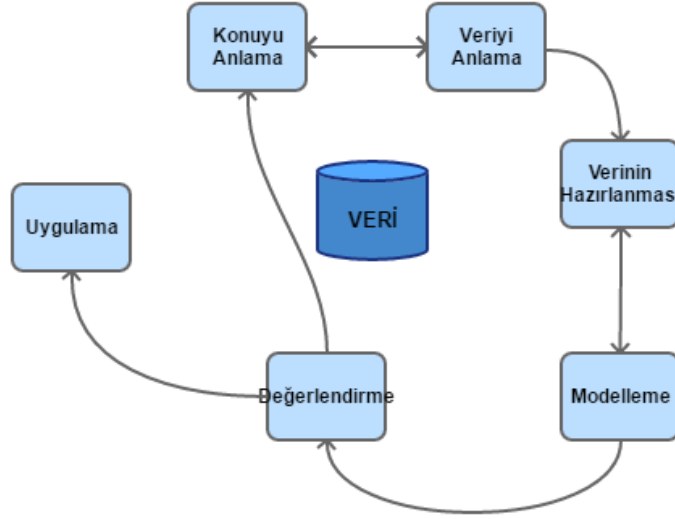 Konuyu
Anlama
Veriyi
Anlama
Verinin
Hazırlanması
VERİ
Uygulama
Değerlendirme
Modelleme